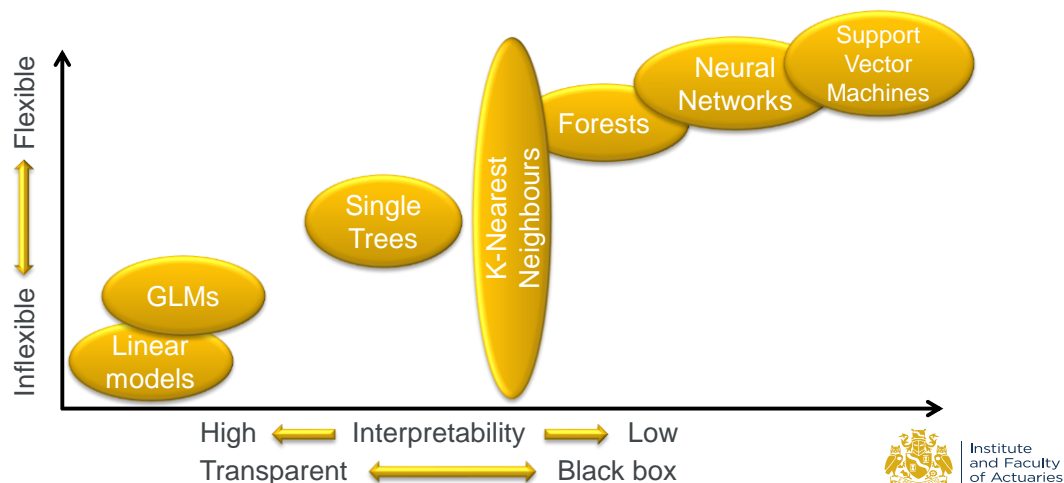 Flexible
Inflexible
Support
Vector
Machines
Neural
Networks
Forests
K-Nearest
Neighbours
Single
Trees
GLMs
Linear
models
High Interpretability Low
Transparent Black box
Institute
and Faculty
of Actuaries